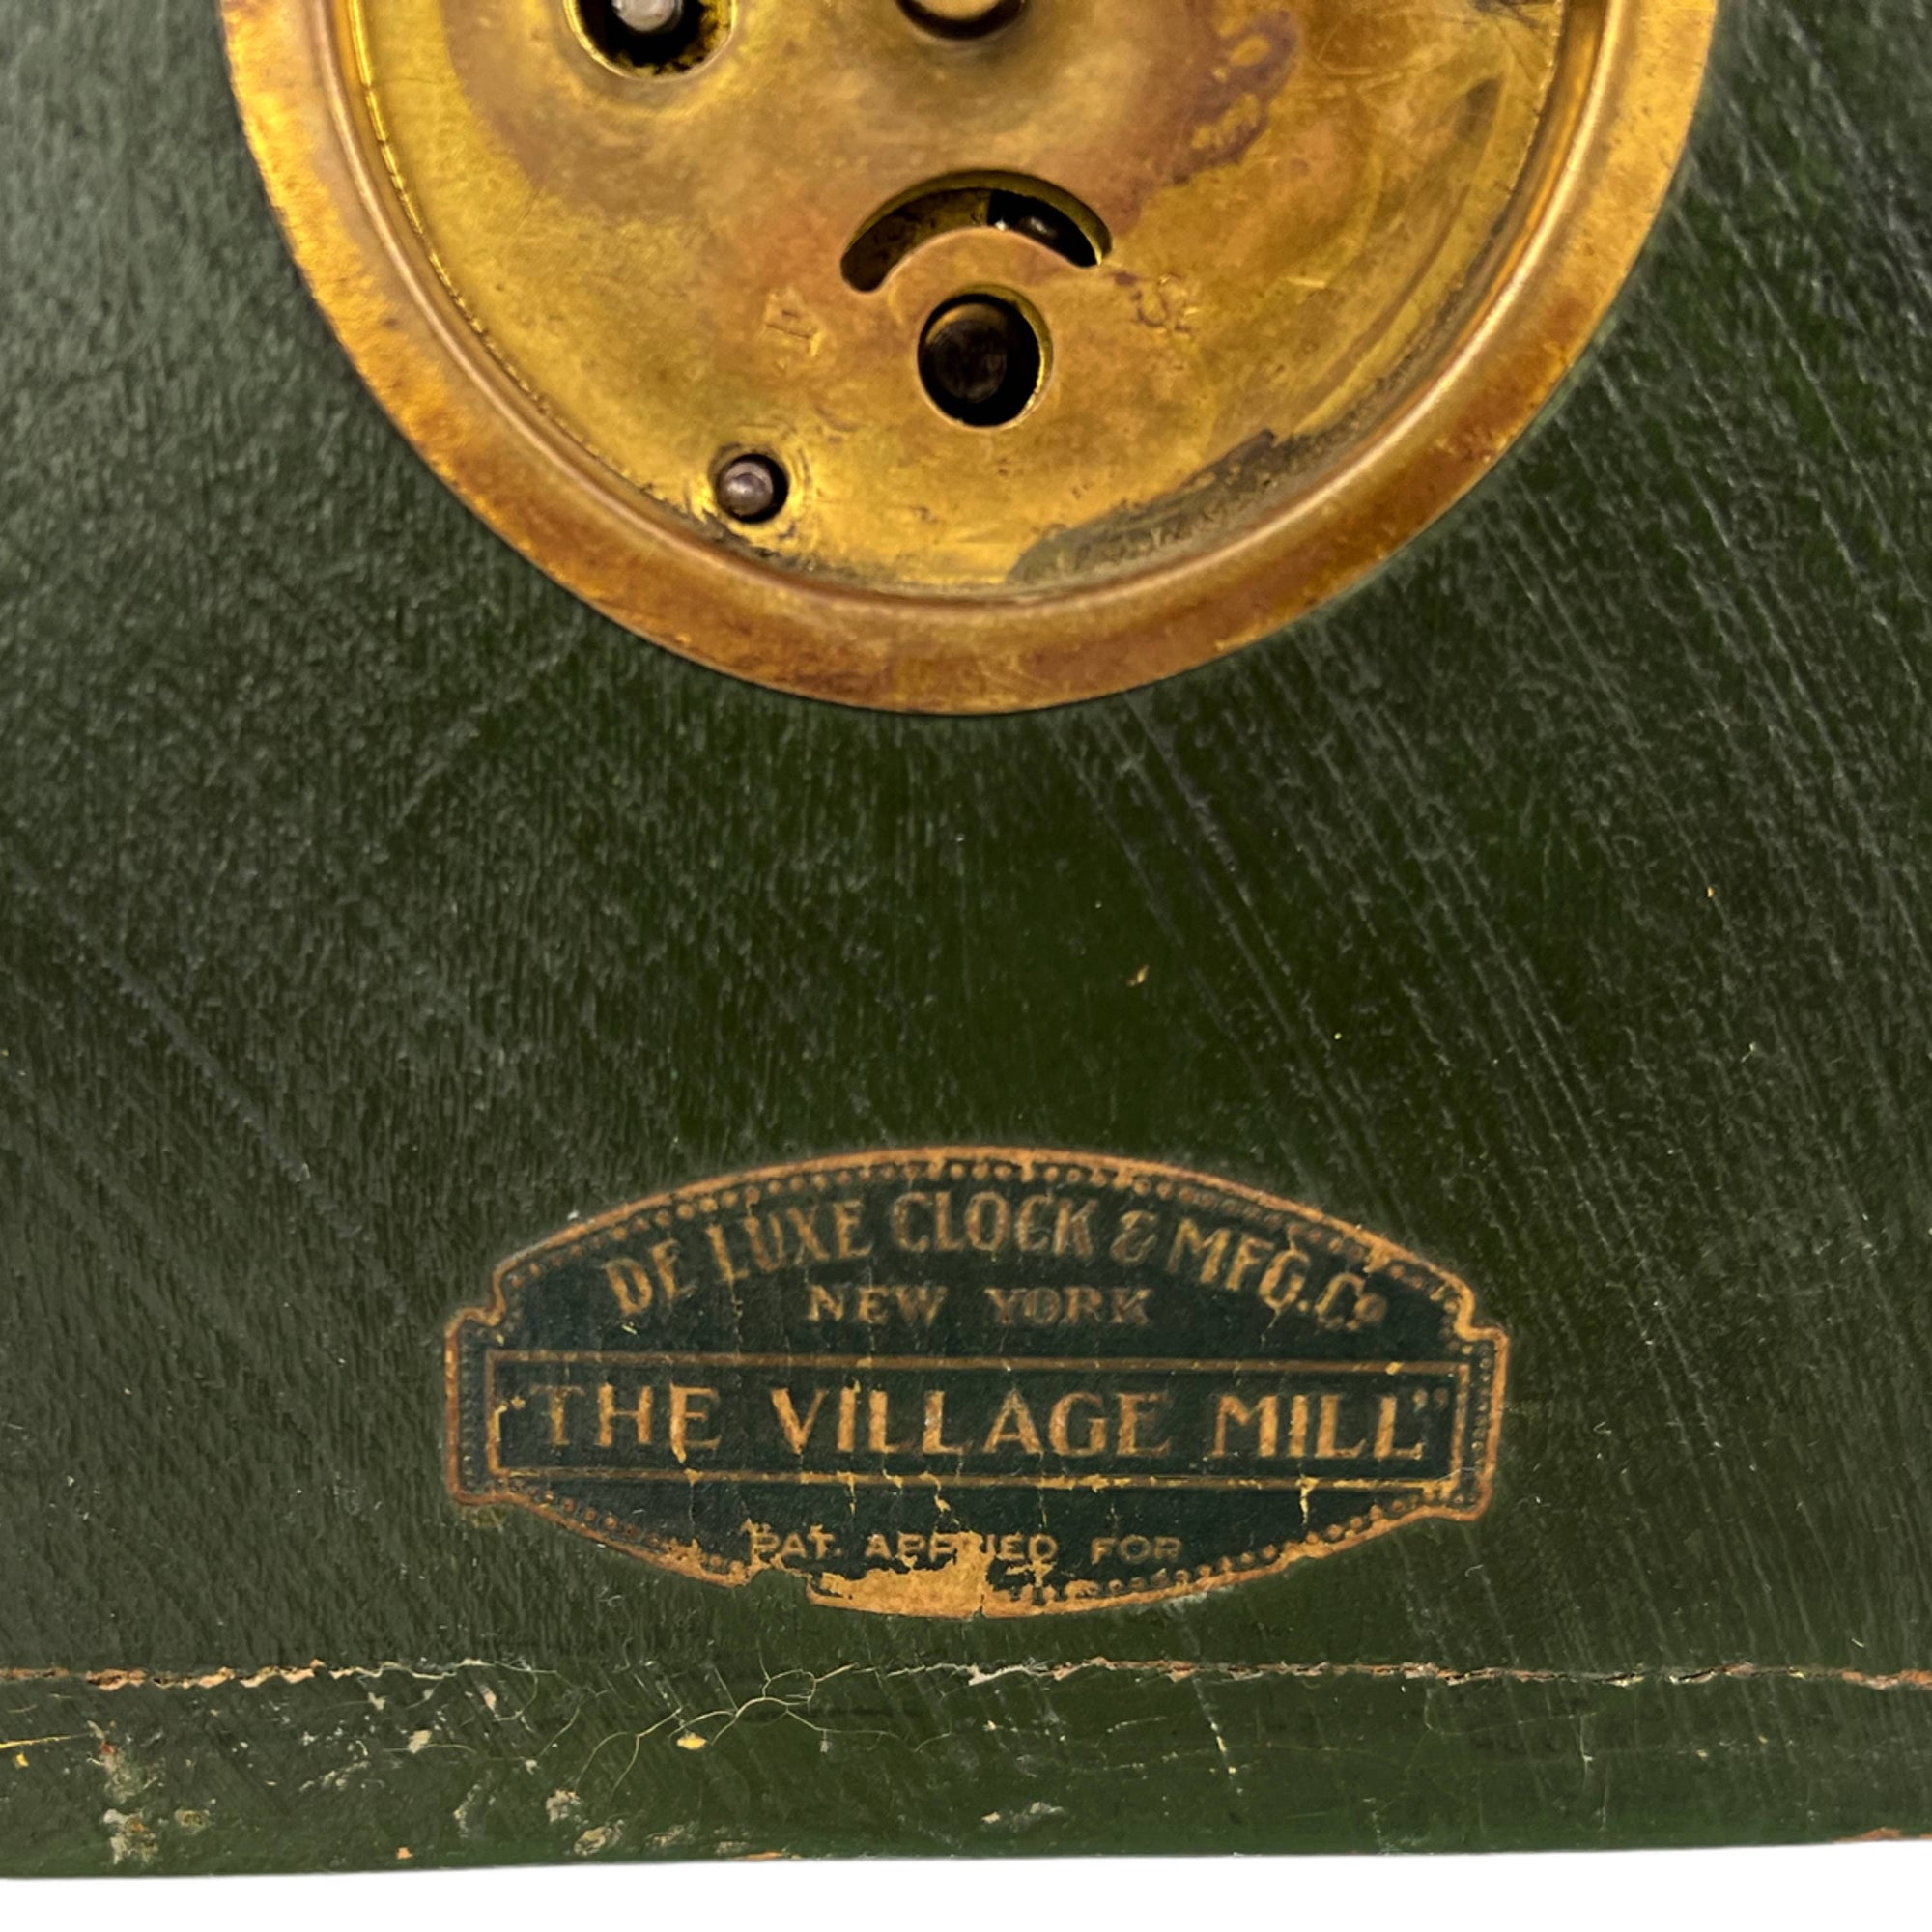 DE LUXE CLOCK & MFG. Co
NEW YORK
"THE VILLAGE MILL"
PAT. APPLIED FOR